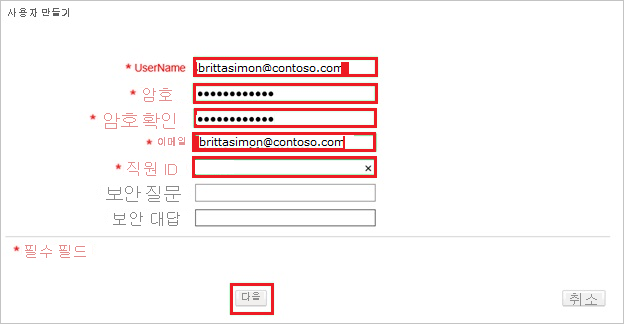 사용자 만들기
* UserName brittasimon@contoso.com
* 암호 ●●●●●●●●●●●●
* 암호 확인 ●●●●●●●●●●●●
* 이메일 brittasimon@contoso.com
* 직원 ID ×
보안 질문
보안 대답
* 필수 필드
다음 취소